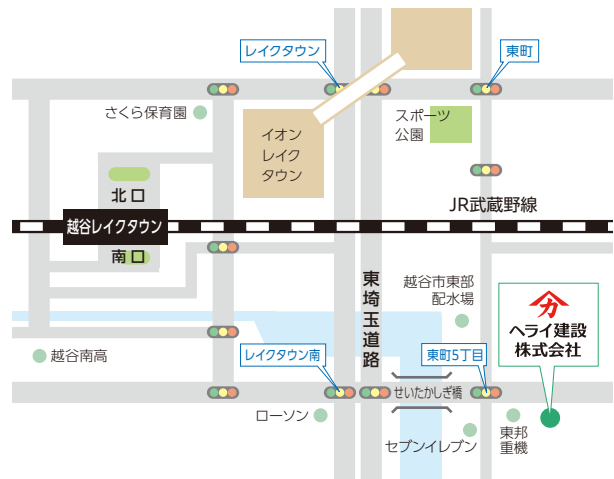 レイクタウン
東町
さくら保育園
イオン
レイク
タウン
スポーツ
公園
北口
JR武蔵野線
越谷レイクタウン
南口
東埼玉道路
越谷市東部
配水場
ヘライ建設
株式会社
越谷南高
レイクタウン南
東町5丁目
せいたかしぎ橋
ローソン
セブンイレブン
東邦
重機